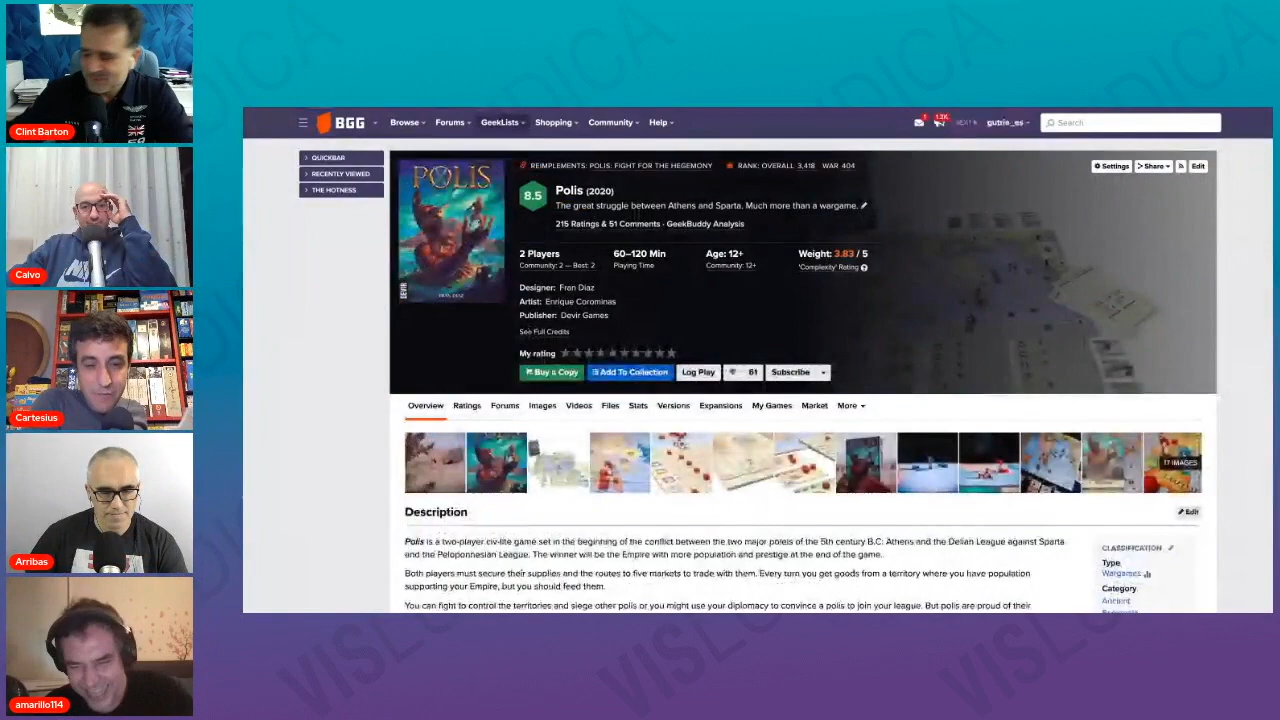 Clint Barton
Calvo
Cartesius
Arribas
amarillo114
BGG
Browse
Forums
GeekLists
Shopping
Community
Help
1.3K
gutrie_es
Search
QUICKBAR
RECENTLY VIEWED
THE HOTNESS
POLIS
FRAN DIAZ
DEVIR
REIMPLEMENTS: POLIS: FIGHT FOR THE HEGEMONY
RANK: OVERALL 3,418 WAR 404
Settings
Share
Edit
8.5
Polis (2020)
The great struggle between Athens and Sparta. Much more than a wargame.
215 Ratings & 51 Comments · GeekBuddy Analysis
2 Players
60–120 Min
Age: 12+
Weight: 3.83 / 5
Community: 2 — Best: 2
Playing Time
Community: 12+
'Complexity' Rating
Designer: Fran Diaz
Artist: Enrique Corominas
Publisher: Devir Games
See Full Credits
My rating
Buy a Copy
Add To Collection
Log Play
61
Subscribe
Overview
Ratings
Forums
Images
Videos
Files
Stats
Versions
Expansions
My Games
Market
More
17 IMAGES
Description
Edit
Polis is a two-player civ-lite game set in the beginning of the conflict between the two major poleis of the 5th century B.C: Athens and the Delian League against Sparta
and the Peloponnesian League. The winner will be the Empire with more population and prestige at the end of the game.
Both players must secure their supplies and the routes to five markets to trade with them. Every turn you get goods from a territory where you have population
supporting your Empire, but you should feed them.
You can fight to control the territories and siege other polis or you might use your diplomacy to convince a polis to join your league. But polis are proud of their
CLASSIFICATION
Type
Wargames
Category
Ancient